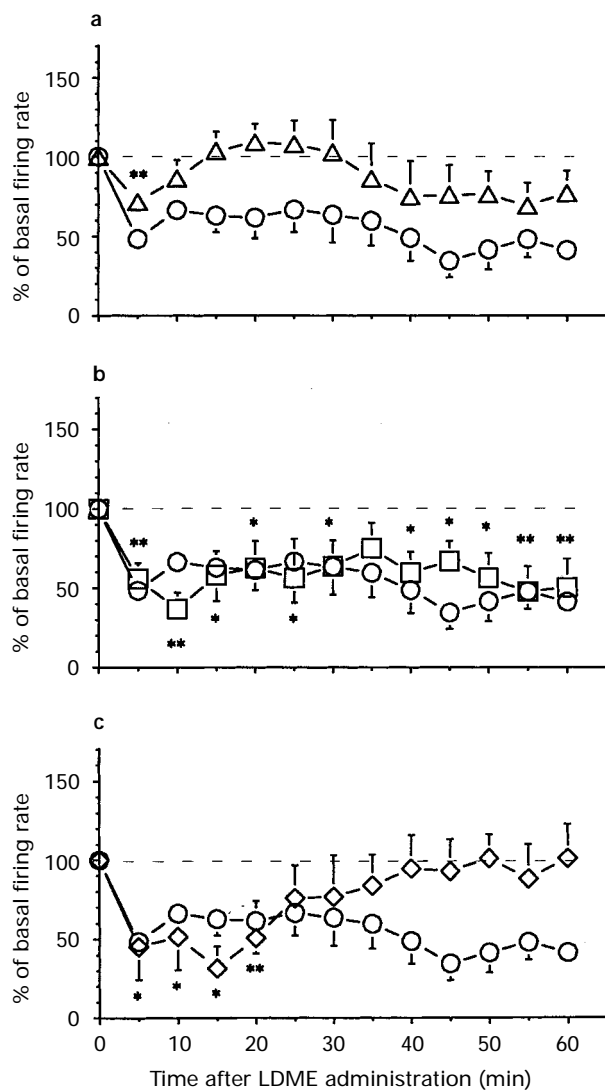 a
% of basal firing rate
150
100
50
0
**
b
% of basal firing rate
150
100
50
0
** * * * * * ** **
** * *
c
% of basal firing rate
150
100
50
0
* * * **
0 10 20 30 40 50 60
Time after LDME administration (min)